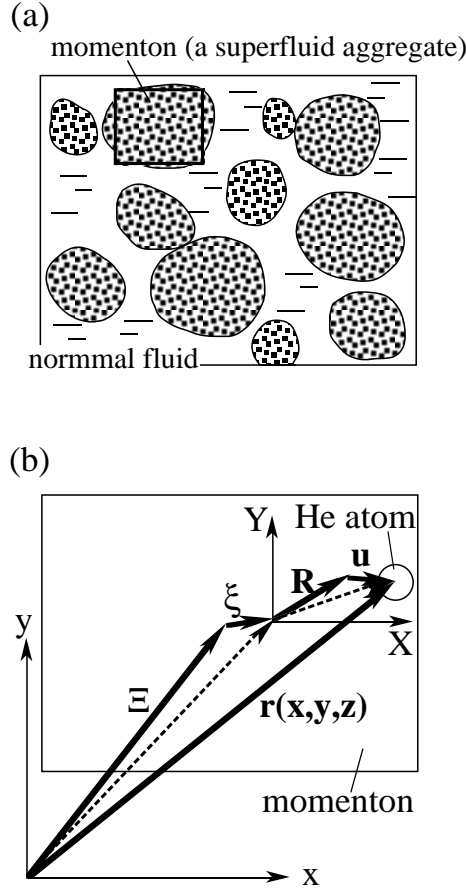 (a)
momenton (a superfluid aggregate)
normmal fluid
(b)
Y
He atom
u
R
ξ
X
y
Ξ
r(x,y,z)
momenton
x